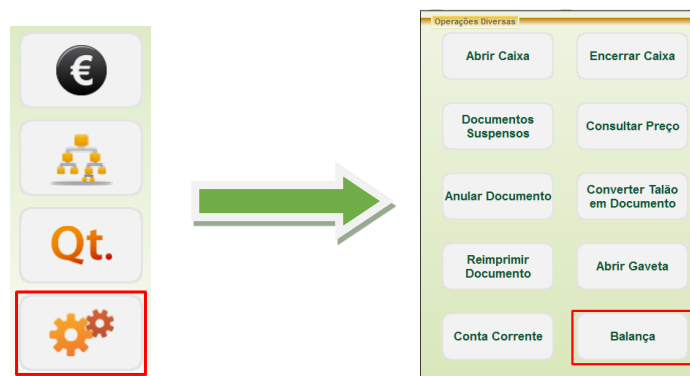 €
Qt.
Operações Diversas
Abrir Caixa
Encerrar Caixa
Documentos
Suspensos
Consultar Preço
Anular Documento
Converter Talão
em Documento
Reimprimir
Documento
Abrir Gaveta
Conta Corrente
Balança